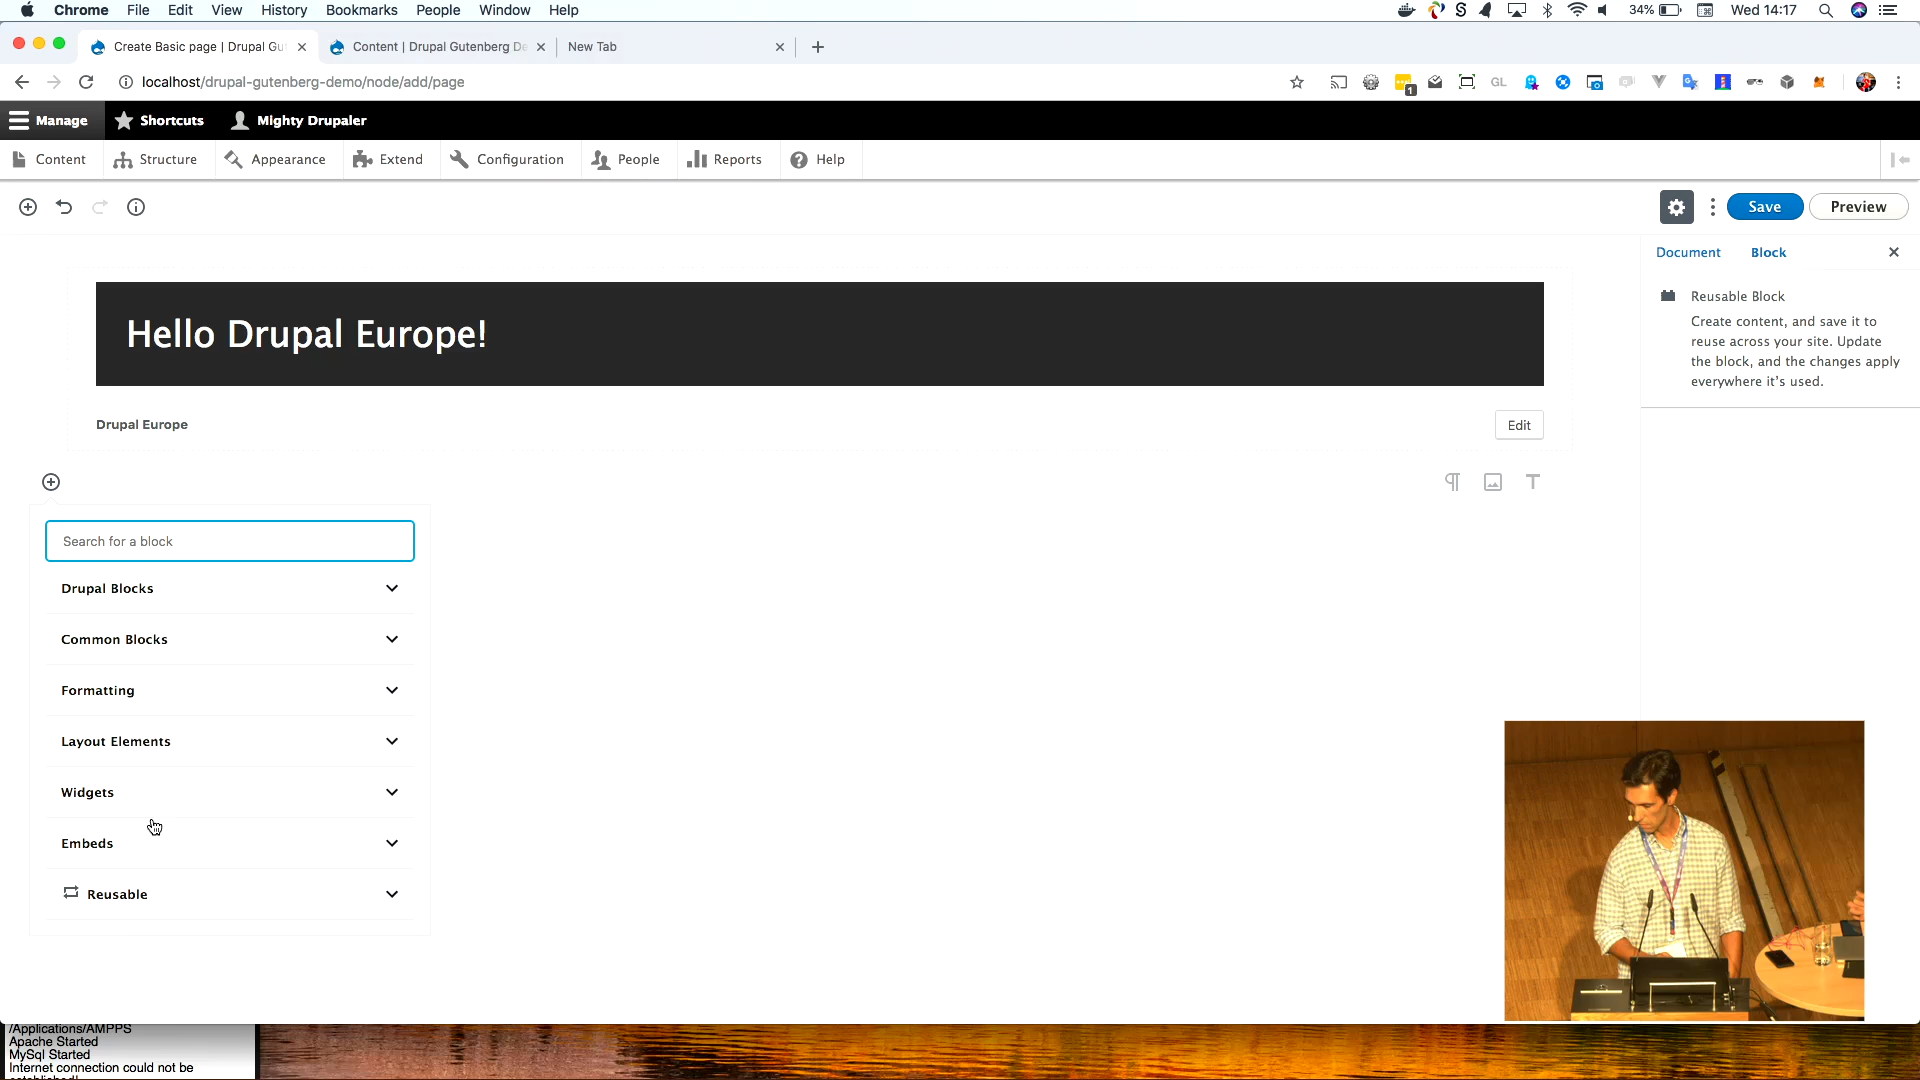 Chrome File Edit View History Bookmarks People Window Help 34% Wed 14:17
Create Basic page | Drupal Gu Content | Drupal Gutenberg De New Tab
localhost/drupal-gutenberg-demo/node/add/page GL 1
Manage Shortcuts Mighty Drupaler
Content Structure Appearance Extend Configuration People Reports Help
Save Preview
Document Block
Reusable Block
Create content, and save it to
reuse across your site. Update
the block, and the changes apply
everywhere it's used.
Hello Drupal Europe!
Drupal Europe Edit
Search for a block
Drupal Blocks
Common Blocks
Formatting
Layout Elements
Widgets
Embeds
Reusable
/Applications/AMPPS
Apache Started
MySql Started
Internet connection could not be